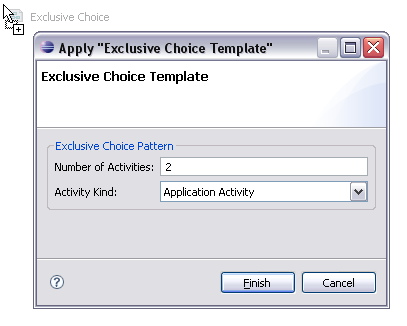 Exclusive Choice
Apply "Exclusive Choice Template"
Exclusive Choice Template
Exclusive Choice Pattern
Number of Activities: 2
Activity Kind: Application Activity
Finish Cancel